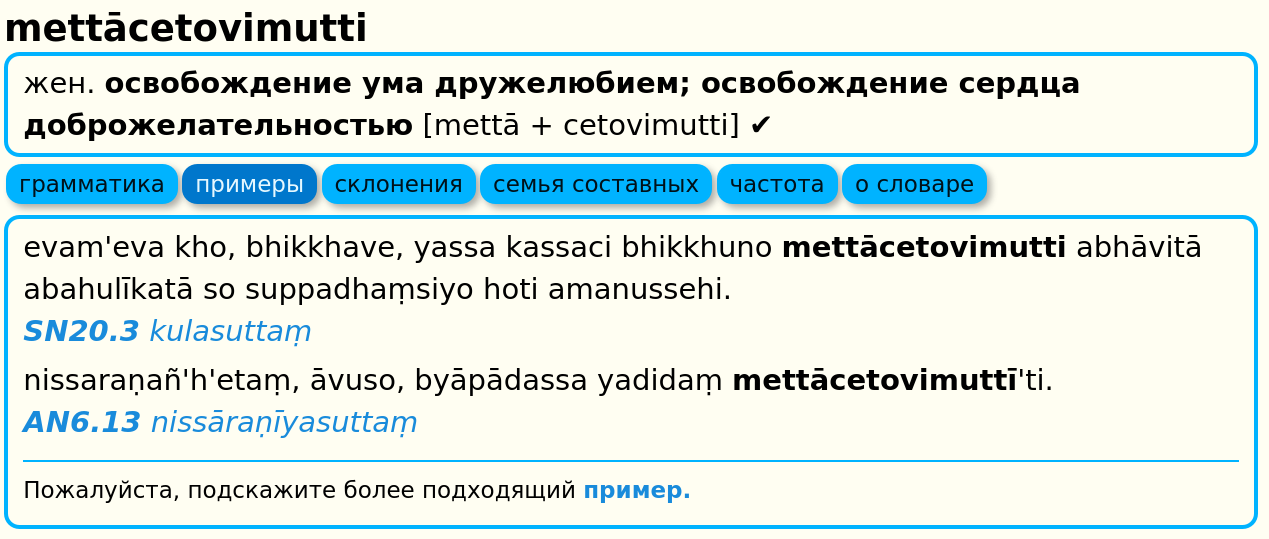 mettācetovimutti
жен. освобождение ума дружелюбием; освобождение сердца
доброжелательностью [mettā + cetovimutti] ✔
грамматика примеры склонения семья составных частота о словаре
evam'eva kho, bhikkhave, yassa kassaci bhikkhuno mettācetovimutti abhāvitā
abahulīkatā so suppadhaṃsiyo hoti amanussehi.
SN20.3 kulasuttaṃ
nissaraṇañ'h'etaṃ, āvuso, byāpādassa yadidaṃ mettācetovimuttī'ti.
AN6.13 nissāraṇīyasuttaṃ
Пожалуйста, подскажите более подходящий пример.